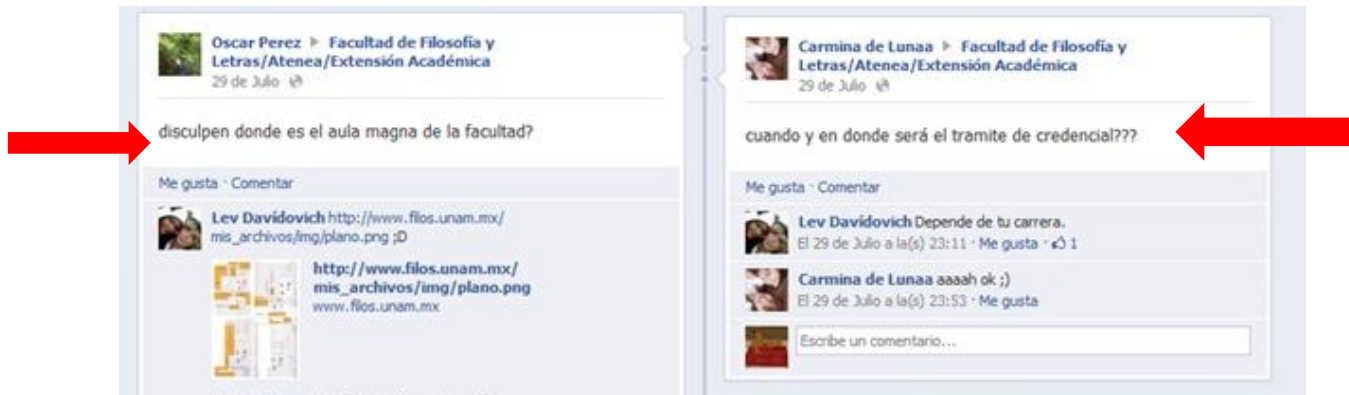 Oscar Perez ▶ Facultad de Filosofía y
Letras/Atenea/Extensión Académica
29 de Julio
disculpen donde es el aula magna de la facultad?
Me gusta · Comentar
Lev Davídovich http://www.filos.unam.mx/
mis_archivos/img/plano.png ;D
http://www.filos.unam.mx/
mis_archivos/img/plano.png
www.filos.unam.mx
Carmina de Lunaa ▶ Facultad de Filosofía y
Letras/Atenea/Extensión Académica
29 de Julio
cuando y en donde será el tramite de credencial???
Me gusta · Comentar
Lev Davídovich Depende de tu carrera.
El 29 de Julio a la(s) 23:11 · Me gusta · 1
Carmina de Lunaa aaaah ok ;)
El 29 de Julio a la(s) 23:53 · Me gusta
Escribe un comentario...